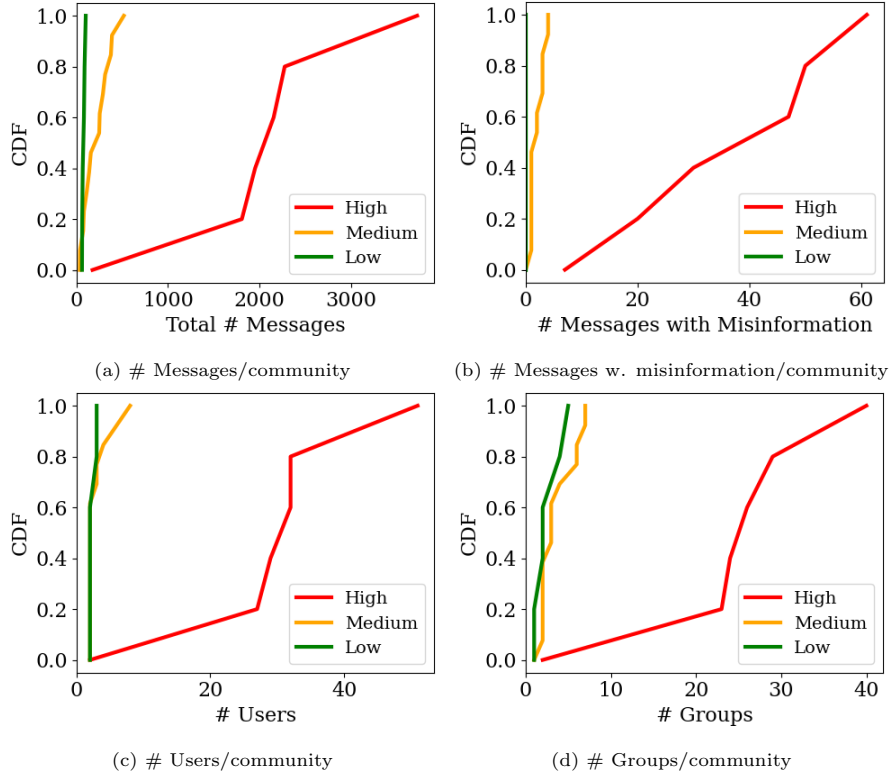 1.0
0.8
0.6
0.4
0.2
0.0
CDF
0
1000
2000
3000
Total # Messages
High
Medium
Low
(a) # Messages/community
1.0
0.8
0.6
0.4
0.2
0.0
CDF
0
20
40
60
# Messages with Misinformation
High
Medium
Low
(b) # Messages w. misinformation/community
1.0
0.8
0.6
0.4
0.2
0.0
CDF
0
20
40
# Users
High
Medium
Low
(c) # Users/community
1.0
0.8
0.6
0.4
0.2
0.0
CDF
0
10
20
30
40
# Groups
High
Medium
Low
(d) # Groups/community